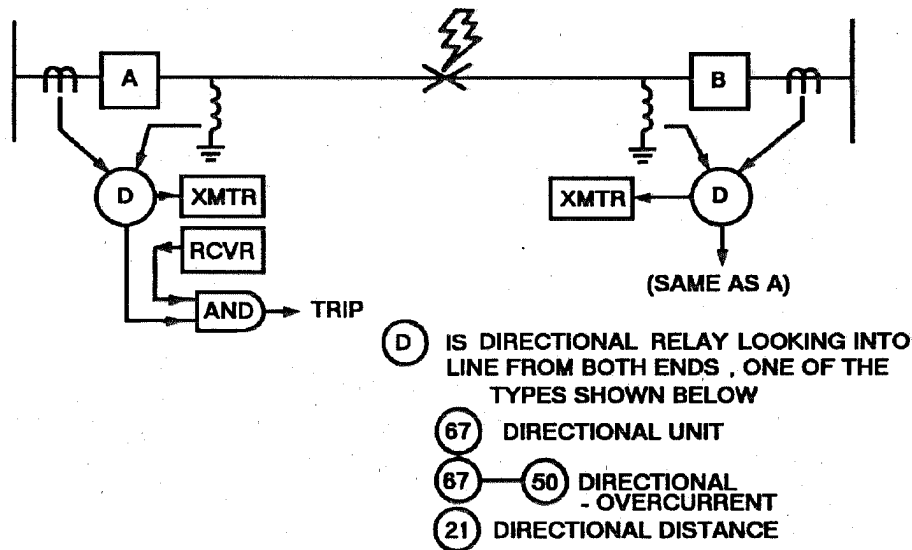 A
B
D
XMTR
XMTR
D
RCVR
(SAME AS A)
AND
TRIP
D IS DIRECTIONAL RELAY LOOKING INTO
LINE FROM BOTH ENDS , ONE OF THE
TYPES SHOWN BELOW
67 DIRECTIONAL UNIT
67 50 DIRECTIONAL
- OVERCURRENT
21 DIRECTIONAL DISTANCE